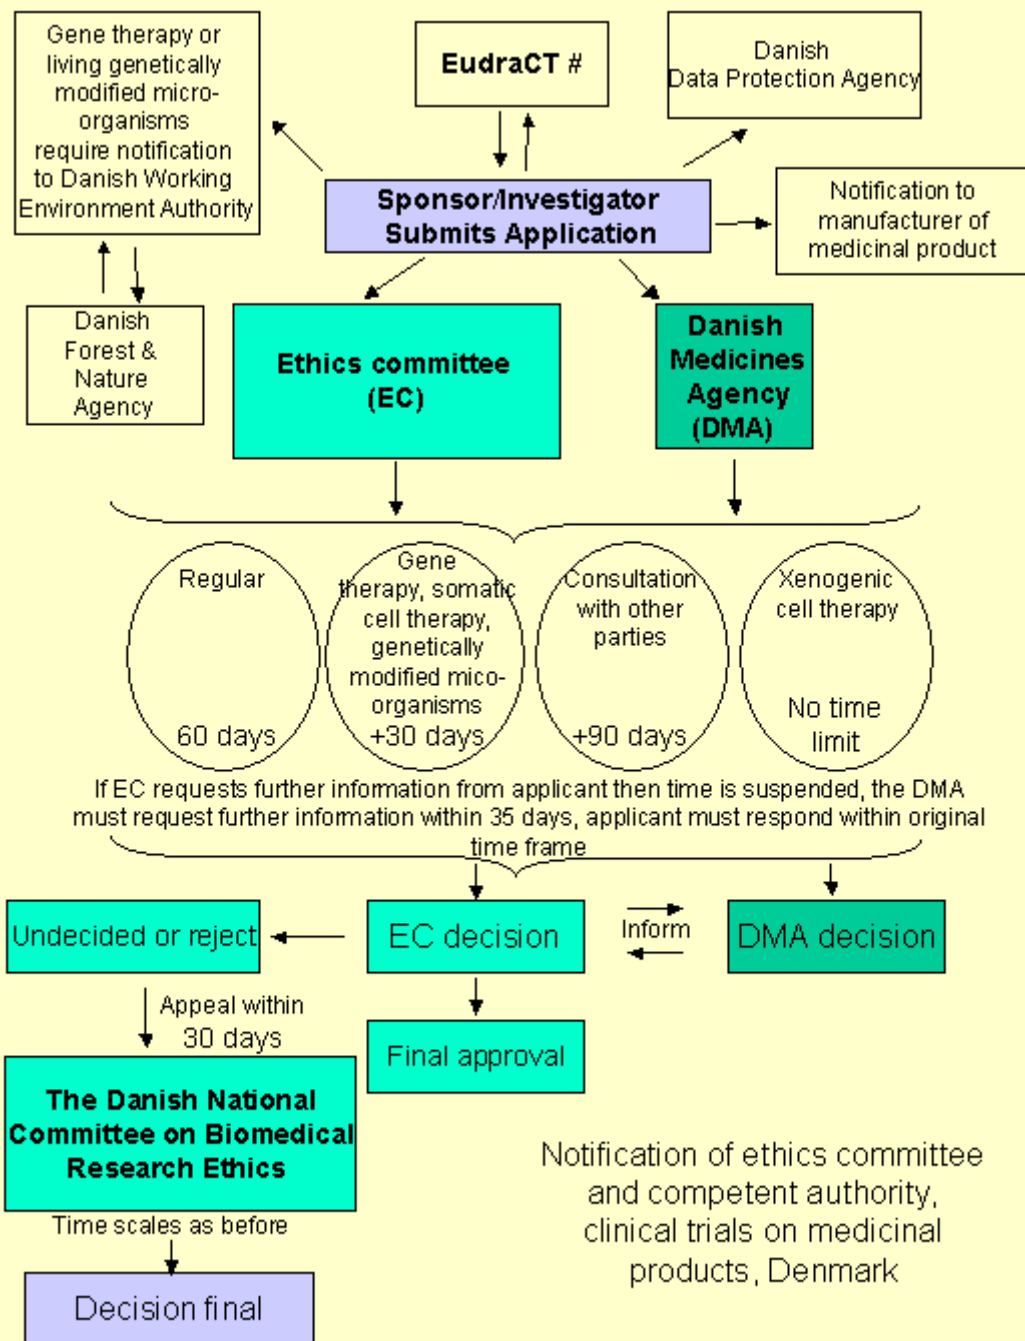 Gene therapy or
living genetically
modified micro-
organisms
require notification
to Danish Working
Environment Authority
EudraCT #
Danish
Data Protection Agency
Sponsor/Investigator
Submits Application
Notification to
manufacturer of
medicinal product
Danish
Forest &
Nature
Agency
Ethics committee
(EC)
Danish
Medicines
Agency
(DMA)
Regular
60 days
Gene
therapy, somatic
cell therapy,
genetically
modified mico-
organisms
+30 days
Consultation
with other
parties
+90 days
Xenogenic
cell therapy
No time
limit
If EC requests further information from applicant then time is suspended, the DMA
must request further information within 35 days, applicant must respond within original
time frame
Undecided or reject
EC decision
Inform
DMA decision
Appeal within
30 days
Final approval
The Danish National
Committee on Biomedical
Research Ethics
Time scales as before
Decision final
Notification of ethics committee
and competent authority,
clinical trials on medicinal
products, Denmark